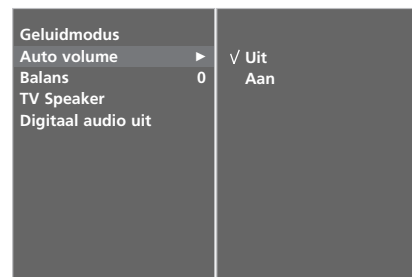 Geluidmodus
Auto volume ►
Balans 0
TV Speaker
Digitaal audio uit
√ Uit
Aan